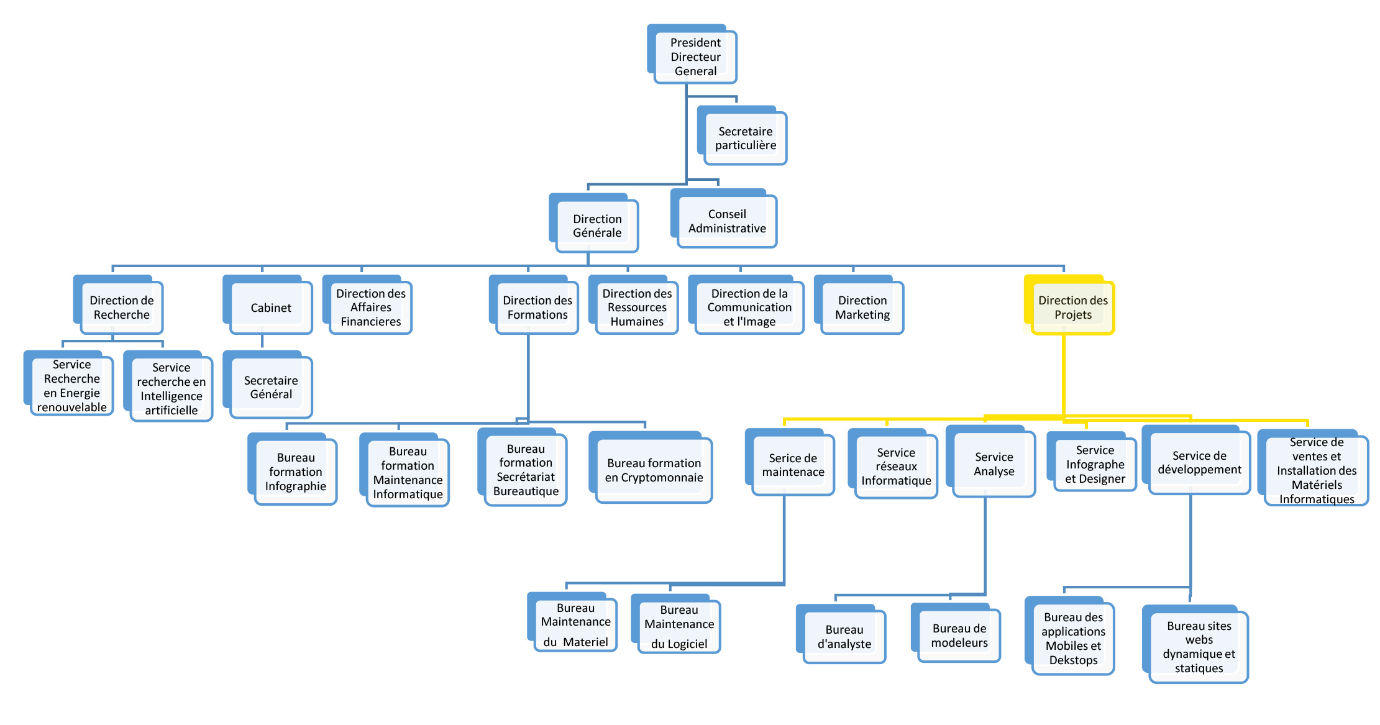 President
Directeur
General
Secretaire
particulière
Direction
Générale
Conseil
Administrative
Direction de
Recherche
Cabinet
Direction des
Affaires
Financieres
Direction des
Formations
Direction des
Ressources
Humaines
Direction de la
Communication
et l'Image
Direction
Marketing
Direction des
Projets
Service
Recherche
en Energie
renouvelable
Service
recherche en
Intelligence
artificielle
Secretaire
Général
Bureau
formation
Infographie
Bureau
formation
Maintenance
Informatique
Bureau
formation
Secrétariat
Bureautique
Bureau formation
en Cryptomonnaie
Serice de
maintenace
Service
réseaux
Informatique
Service
Analyse
Service
Infographe
et Designer
Service de
développement
Service de
ventes et
Installation des
Matériels
Informatiques
Bureau
Maintenance
du Materiel
Bureau
Maintenance
du Logiciel
Bureau
d'analyste
Bureau de
modeleurs
Bureau des
applications
Mobiles et
Dekstops
Bureau sites
webs
dynamique et
statiques